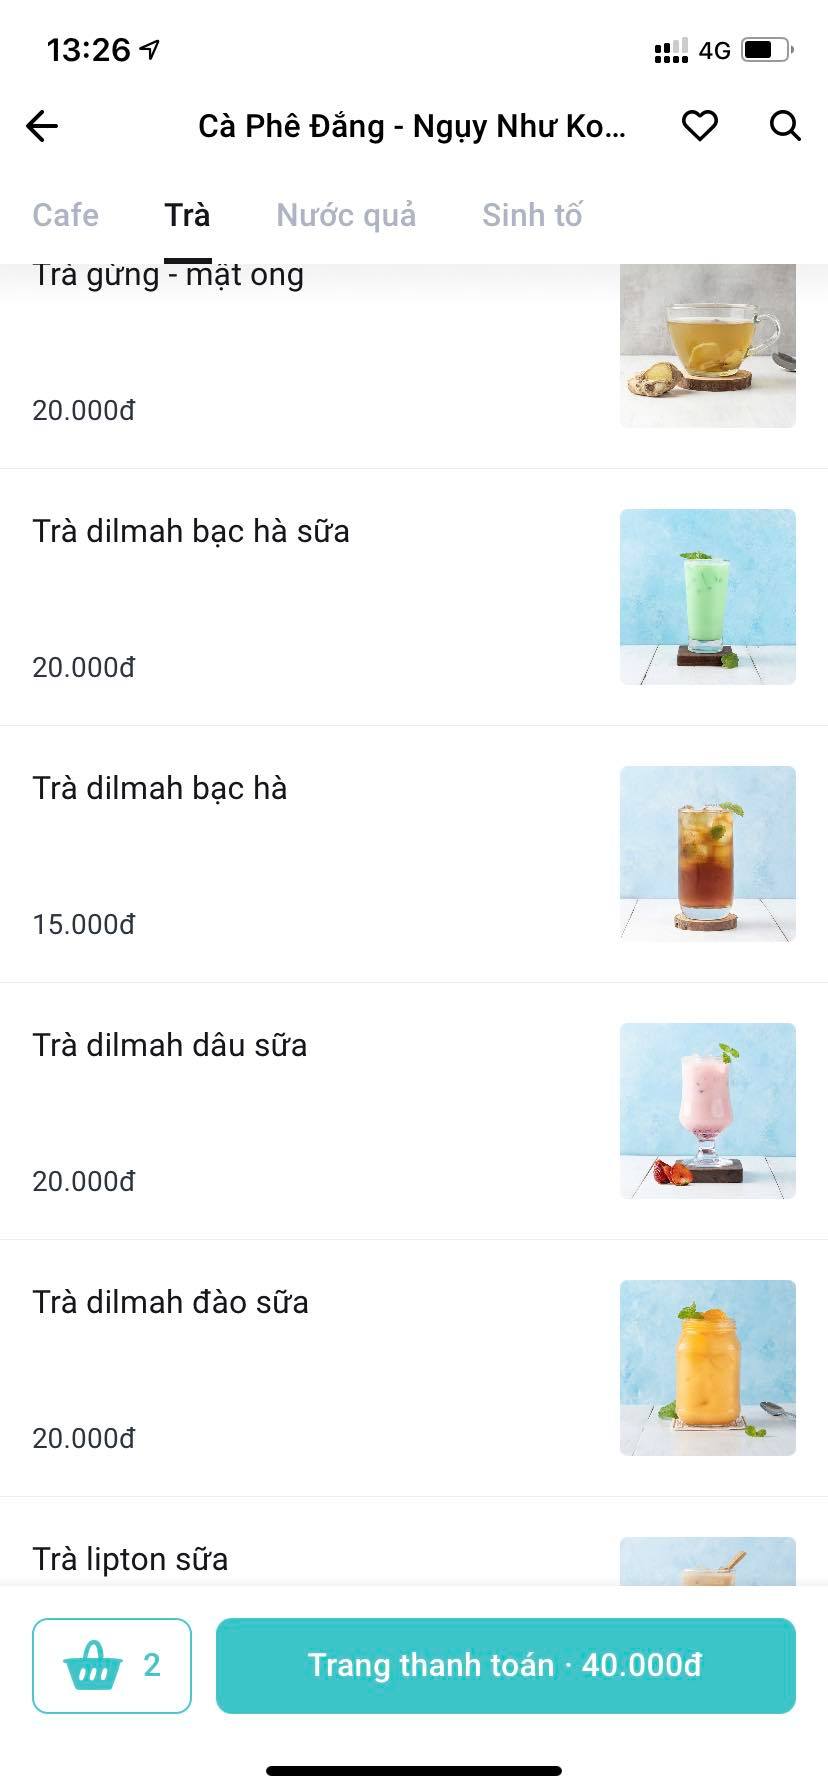 13:26
4G
Cà Phê Đắng - Ngụy Như Ko...
Cafe
Trà
Nước quả
Sinh tố
Trà gừng - mật ong
20.000đ
Trà dilmah bạc hà sữa
20.000đ
Trà dilmah bạc hà
15.000đ
Trà dilmah dâu sữa
20.000đ
Trà dilmah đào sữa
20.000đ
Trà lipton sữa
2
Trang thanh toán · 40.000đ